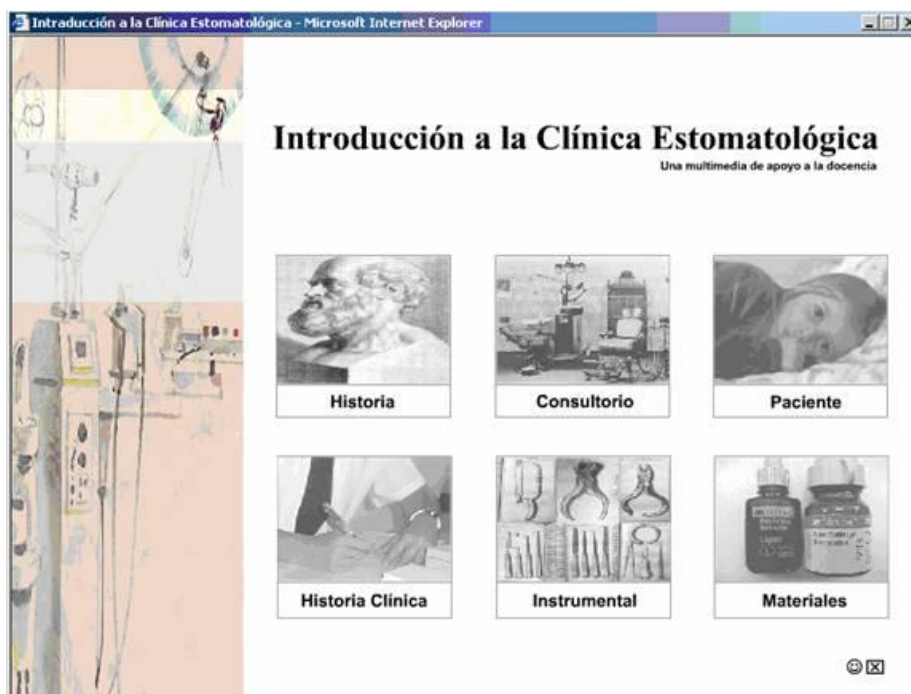 Introducción a la Clínica Estomatológica - Microsoft Internet Explorer
Introducción a la Clínica Estomatológica
Una multimedia de apoyo a la docencia
Historia
Consultorio
Paciente
Historia Clínica
Instrumental
Materiales